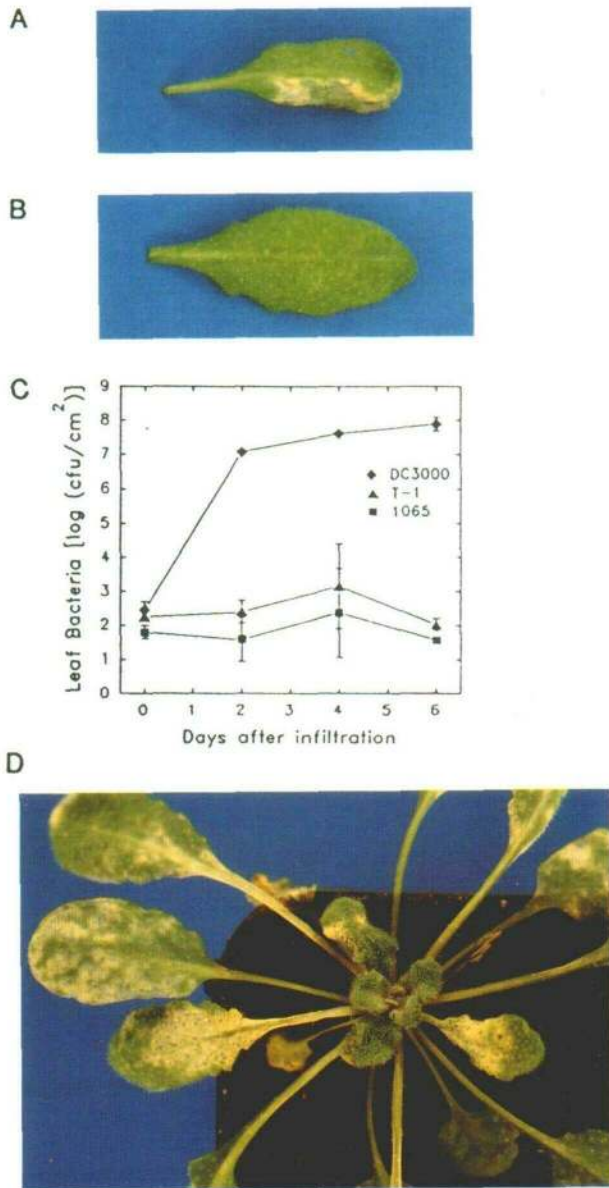 A
B
C
Leaf Bacteria [log (cfu/cm²)]
9
8
7
6
5
4
3
2
1
0
DC3000
T-1
1065
0 1 2 3 4 5 6
Days after infiltration
D